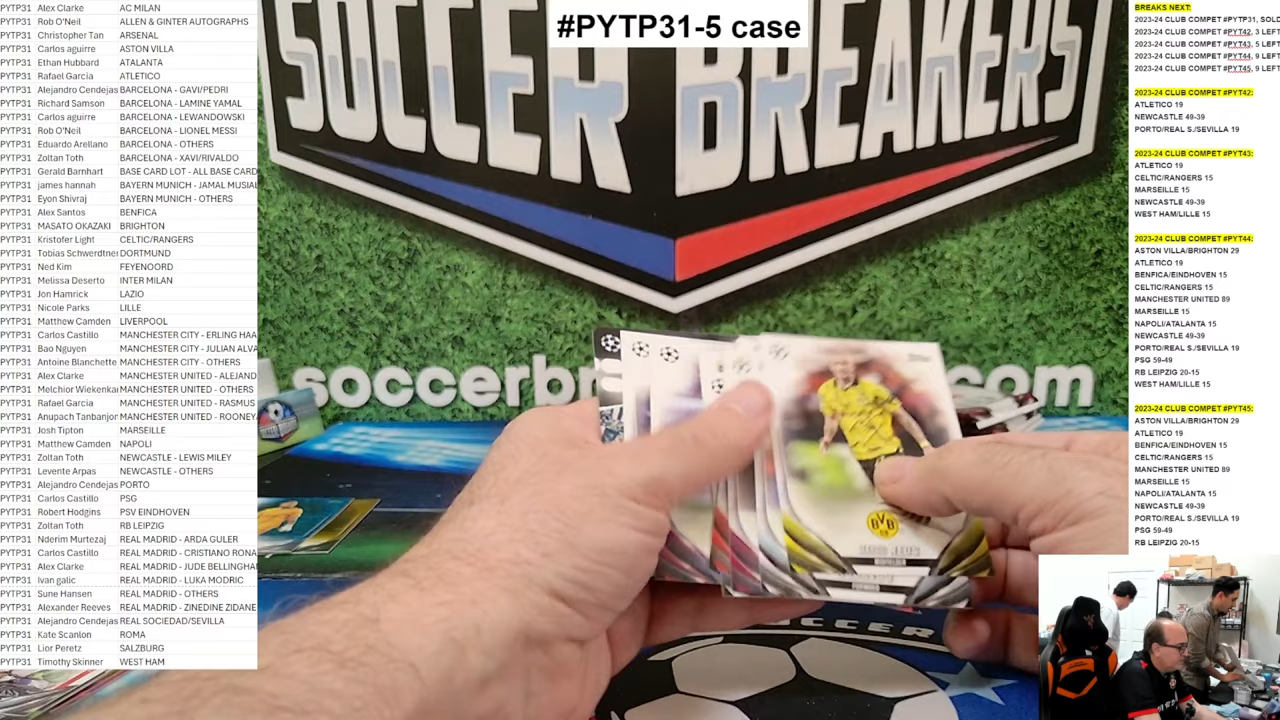 #PYTP31-5 case
SOCCER BREAKERS
PYTP31 Alex Clarke AC MILAN
PYTP31 Rob O'Neil ALLEN & GINTER AUTOGRAPHS
PYTP31 Christopher Tan ARSENAL
PYTP31 Carlos aguirre ASTON VILLA
PYTP31 Ethan Hubbard ATALANTA
PYTP31 Rafael Garcia ATLETICO
PYTP31 Alejandro Cendejas BARCELONA - GAVI/PEDRI
PYTP31 Richard Samson BARCELONA - LAMINE YAMAL
PYTP31 Carlos aguirre BARCELONA - LEWANDOWSKI
PYTP31 Rob O'Neil BARCELONA - LIONEL MESSI
PYTP31 Eduardo Arellano BARCELONA - OTHERS
PYTP31 Zoltan Toth BARCELONA - XAVI/RIVALDO
PYTP31 Gerald Barnhart BASE CARD LOT - ALL BASE CARD
PYTP31 james hannah BAYERN MUNICH - JAMAL MUSIAL
PYTP31 Eyon Shivraj BAYERN MUNICH - OTHERS
PYTP31 Alex Santos BENFICA
PYTP31 MASATO OKAZAKI BRIGHTON
PYTP31 Kristofer Light CELTIC/RANGERS
PYTP31 Tobias Schwerdtner DORTMUND
PYTP31 Ned Kim FEYENOORD
PYTP31 Melissa Deserto INTER MILAN
PYTP31 Jon Hamrick LAZIO
PYTP31 Nicole Parks LILLE
PYTP31 Matthew Camden LIVERPOOL
PYTP31 Carlos Castillo MANCHESTER CITY - ERLING HAA
PYTP31 Bao Nguyen MANCHESTER CITY - JULIAN ALVA
PYTP31 Antoine Blanchette MANCHESTER CITY - OTHERS
PYTP31 Alex Clarke MANCHESTER UNITED - ALEJAND
PYTP31 Melchior Wiekenkai MANCHESTER UNITED - OTHERS
PYTP31 Rafael Garcia MANCHESTER UNITED - RASMUS
PYTP31 Anupach Tanbanjor MANCHESTER UNITED - ROONEY
PYTP31 Josh Tipton MARSEILLE
PYTP31 Matthew Camden NAPOLI
PYTP31 Zoltan Toth NEWCASTLE - LEWIS MILEY
PYTP31 Levente Arpas NEWCASTLE - OTHERS
PYTP31 Alejandro Cendejas PORTO
PYTP31 Carlos Castillo PSG
PYTP31 Robert Hodgins PSV EINDHOVEN
PYTP31 Zoltan Toth RB LEIPZIG
PYTP31 Nderim Murtezaj REAL MADRID - ARDA GULER
PYTP31 Carlos Castillo REAL MADRID - CRISTIANO RONA
PYTP31 Alex Clarke REAL MADRID - JUDE BELLINGHA
PYTP31 Ivan galic REAL MADRID - LUKA MODRIC
PYTP31 Sune Hansen REAL MADRID - OTHERS
PYTP31 Alexander Reeves REAL MADRID - ZINEDINE ZIDANE
PYTP31 Alejandro Cendejas REAL SOCIEDAD/SEVILLA
PYTP31 Kate Scanlon ROMA
PYTP31 Lior Peretz SALZBURG
PYTP31 Timothy Skinner WEST HAM
soccerbr
com
BVB
09
SOCCER
BREAKS NEXT:
2023-24 CLUB COMPET #PYTP31, SOLD
2023-24 CLUB COMPET #PYT42, 3 LEFT
2023-24 CLUB COMPET #PYT43, 5 LEFT
2023-24 CLUB COMPET #PYT44, 9 LEFT
2023-24 CLUB COMPET #PYT45, 9 LEFT
2023-24 CLUB COMPET #PYT42:
ATLETICO 19
NEWCASTLE 49-39
PORTO/REAL S./SEVILLA 19
2023-24 CLUB COMPET #PYT43:
ATLETICO 19
CELTIC/RANGERS 15
MARSEILLE 15
NEWCASTLE 49-39
WEST HAM/LILLE 15
2023-24 CLUB COMPET #PYT44:
ASTON VILLA/BRIGHTON 29
ATLETICO 19
BENFICA/EINDHOVEN 15
CELTIC/RANGERS 15
MANCHESTER UNITED 89
MARSEILLE 15
NAPOLI/ATALANTA 15
NEWCASTLE 49-39
PORTO/REAL S./SEVILLA 19
PSG 59-49
RB LEIPZIG 20-15
WEST HAM/LILLE 15
2023-24 CLUB COMPET #PYT45:
ASTON VILLA/BRIGHTON 29
ATLETICO 19
BENFICA/EINDHOVEN 15
CELTIC/RANGERS 15
MANCHESTER UNITED 89
MARSEILLE 15
NAPOLI/ATALANTA 15
NEWCASTLE 49-39
PORTO/REAL S./SEVILLA 19
PSG 59-49
RB LEIPZIG 20-15